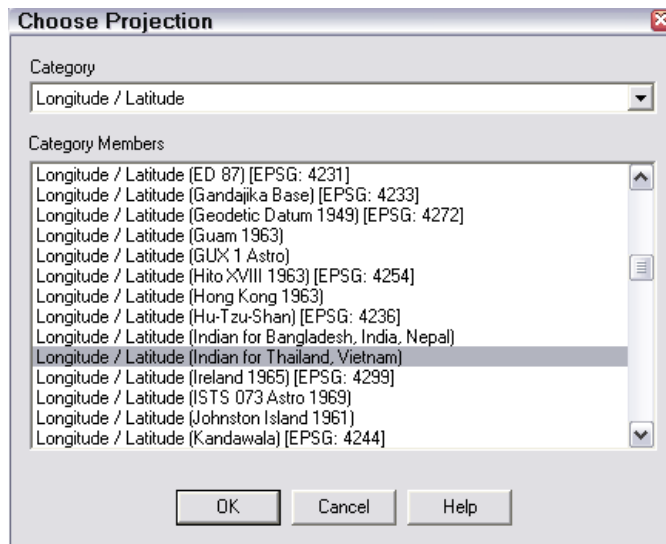 Choose Projection
Category
Longitude / Latitude
Category Members
Longitude / Latitude (ED 87) [EPSG: 4231]
Longitude / Latitude (Gandajika Base) [EPSG: 4233]
Longitude / Latitude (Geodetic Datum 1949) [EPSG: 4272]
Longitude / Latitude (Guam 1963)
Longitude / Latitude (GUX 1 Astro)
Longitude / Latitude (Hito XVIII 1963) [EPSG: 4254]
Longitude / Latitude (Hong Kong 1963)
Longitude / Latitude (Hu-Tzu-Shan) [EPSG: 4236]
Longitude / Latitude (Indian for Bangladesh, India, Nepal)
Longitude / Latitude (Indian for Thailand, Vietnam)
Longitude / Latitude (Ireland 1965) [EPSG: 4299]
Longitude / Latitude (ISTS 073 Astro 1969)
Longitude / Latitude (Johnston Island 1961)
Longitude / Latitude (Kandawala) [EPSG: 4244]
OK Cancel Help